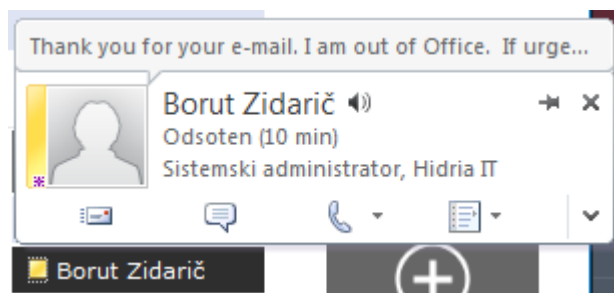 Thank you for your e-mail. I am out of Office.  If urge...
Borut Zidarič
Odsoten (10 min)
Sistemski administrator, Hidria IT
Borut Zidarič